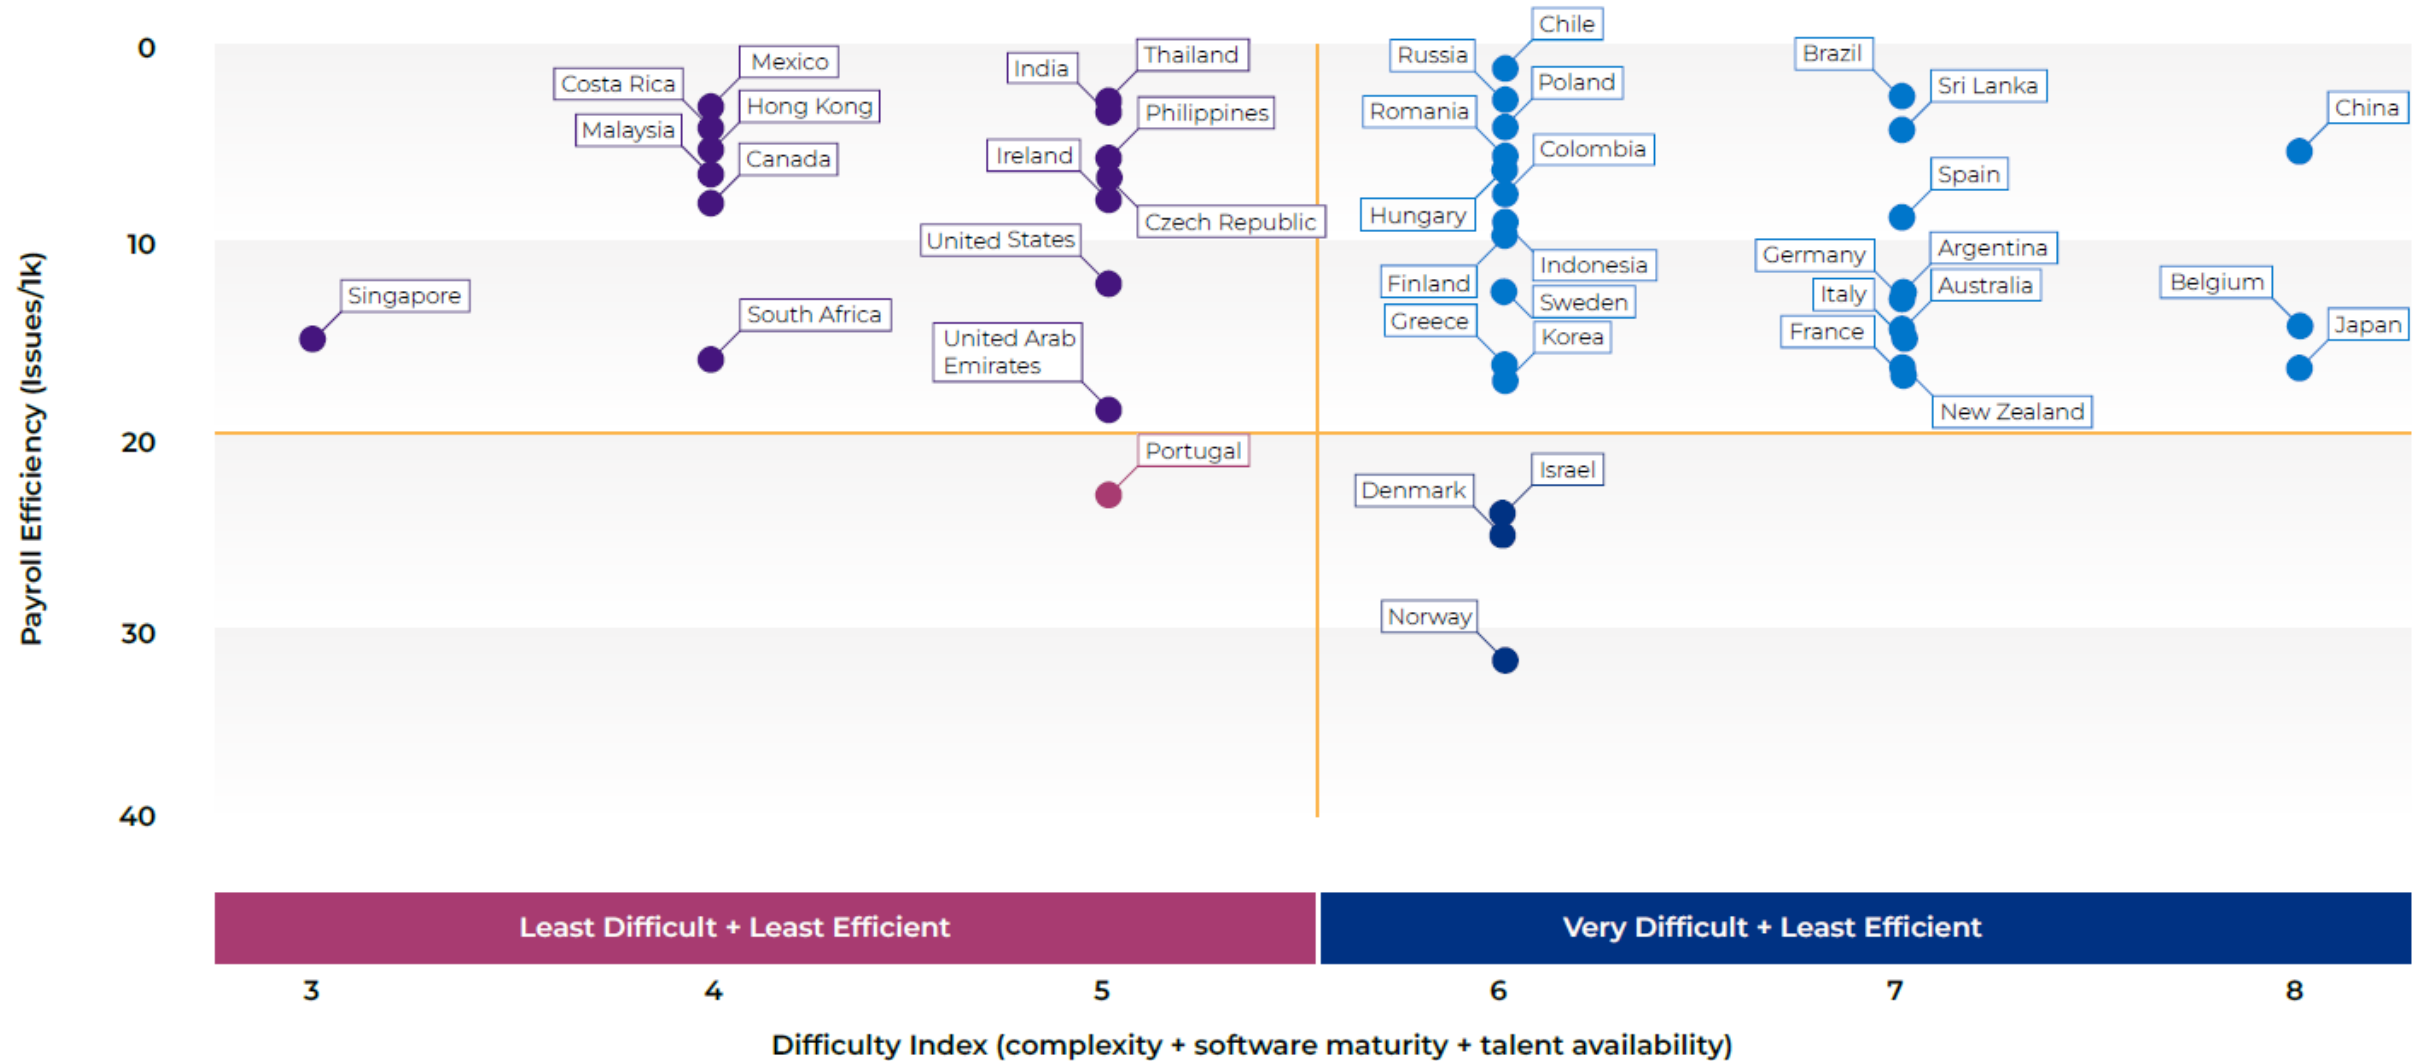 Payroll Efficiency (Issues/1k)
0
10
20
30
40
Singapore
Mexico
Costa Rica
Hong Kong
Malaysia
Canada
South Africa
Thailand
India
Philippines
Ireland
Czech Republic
United States
United Arab
Emirates
Portugal
Chile
Russia
Poland
Romania
Colombia
Hungary
Indonesia
Finland
Sweden
Greece
Korea
Israel
Denmark
Norway
Brazil
Sri Lanka
Spain
Argentina
Germany
Australia
Italy
France
New Zealand
China
Belgium
Japan
Least Difficult + Least Efficient
Very Difficult + Least Efficient
3
4
5
6
7
8
Difficulty Index (complexity + software maturity + talent availability)